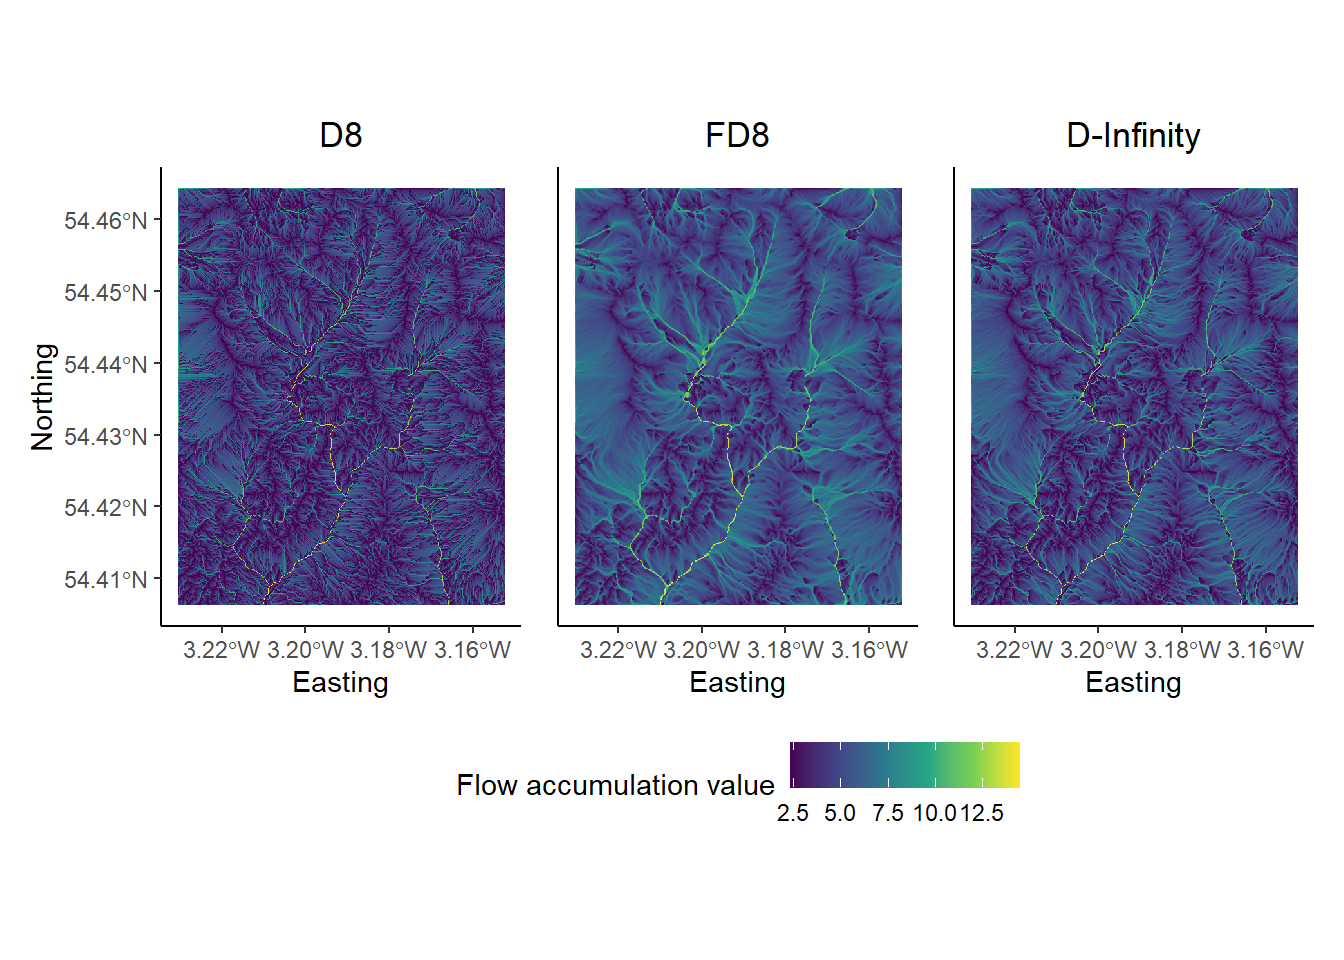 D8 FD8 D-Infinity
54.46°N
54.45°N
54.44°N
54.43°N
54.42°N
54.41°N
Northing
3.22°W 3.20°W 3.18°W 3.16°W 3.22°W 3.20°W 3.18°W 3.16°W 3.22°W 3.20°W 3.18°W 3.16°W
Easting Easting Easting
Flow accumulation value
2.5 5.0 7.5 10.0 12.5